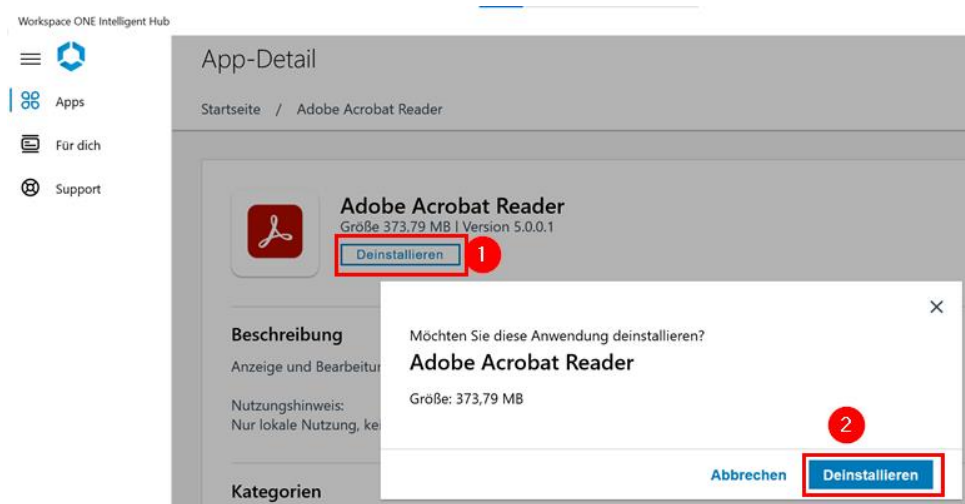 Workspace ONE Intelligent Hub
App-Detail
Apps
Startseite / Adobe Acrobat Reader
Für dich
Support
Adobe Acrobat Reader
Größe 373,79 MB | Version 5.0.0.1
Deinstallieren
1
Beschreibung
Anzeige und Bearbeitu
Nutzungshinweis:
Nur lokale Nutzung, kei
Kategorien
Möchten Sie diese Anwendung deinstallieren?
Adobe Acrobat Reader
Größe: 373,79 MB
2
Abbrechen
Deinstallieren